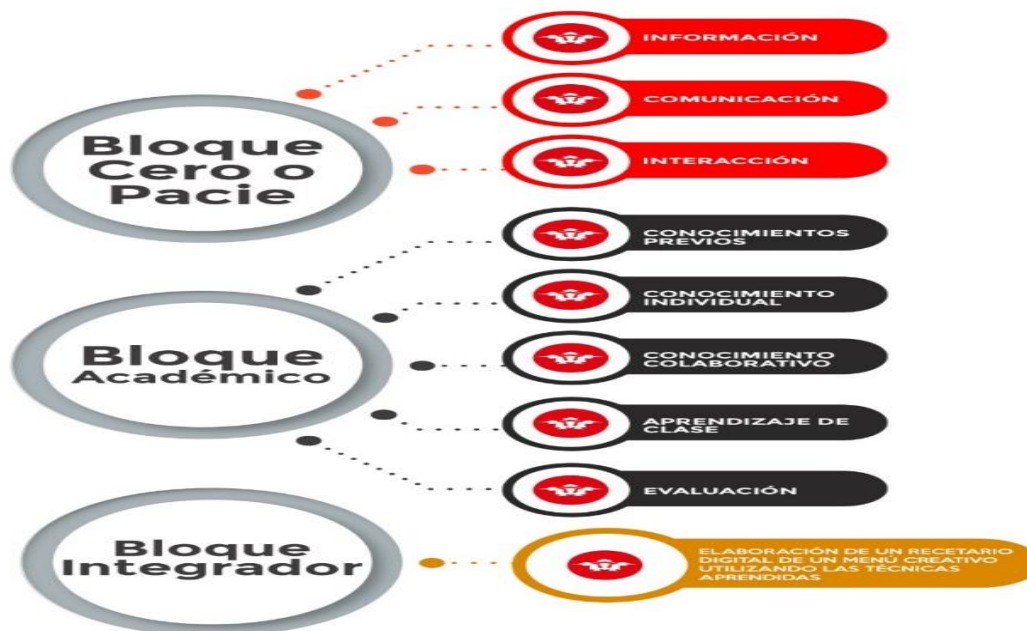 Bloque
Cero o
Pacie
INFORMACIÓN
COMUNICACIÓN
INTERACCIÓN
Bloque
Académico
CONOCIMIENTOS
PREVIOS
CONOCIMIENTO
INDIVIDUAL
CONOCIMIENTO
COLABORATIVO
APRENDIZAJE DE
CLASE
EVALUACIÓN
Bloque
Integrador
ELABORACIÓN DE UN RECETARIO
DIGITAL DE UN MENÚ CREATIVO
UTILIZANDO LAS TÉCNICAS
APRENDIDAS